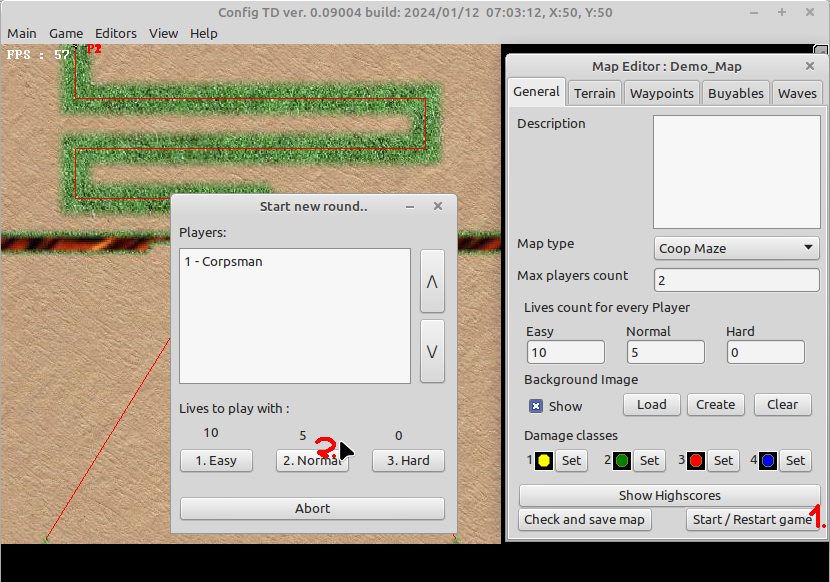 Config TD ver. 0.09004 build: 2024/01/12 07:03:12, X:50, Y:50
Main Game Editors View Help
FPS : 57 P2
Map Editor : Demo_Map
General Terrain Waypoints Buyables Waves
Description
Map type Coop Maze
Max players count 2
Lives count for every Player
Easy Normal Hard
10 5 0
Background Image
Show Load Create Clear
Damage classes
1 Set 2 Set 3 Set 4 Set
Show Highscores
Check and save map Start / Restart game 1.
Start new round..
Players:
1 - Corpsman
Lives to play with :
10 5 0
2.
1. Easy 2. Normal 3. Hard
Abort